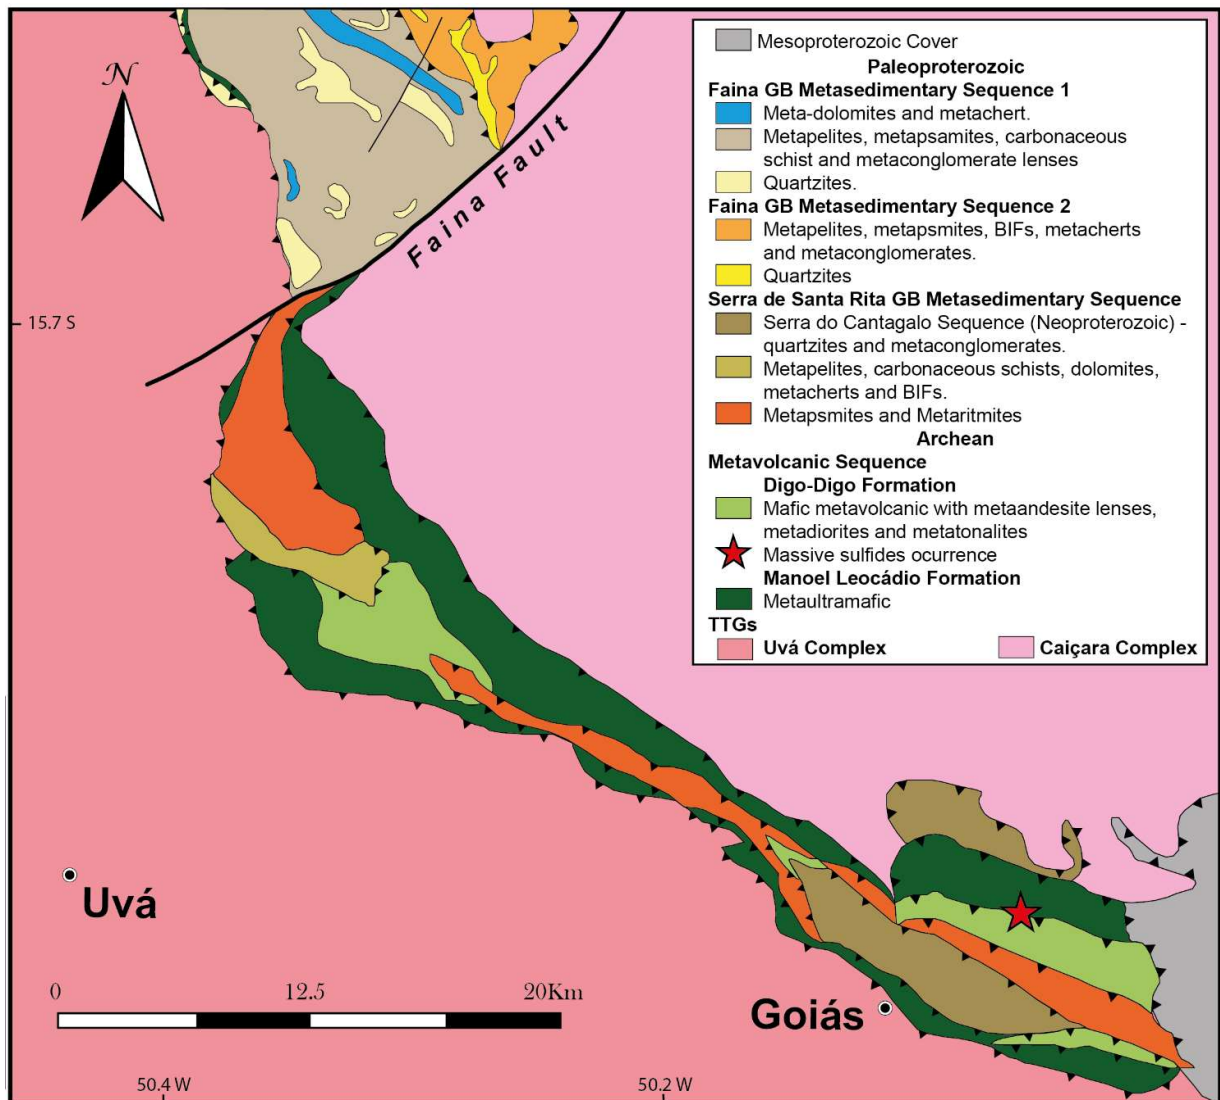 N
Mesoproterozoic Cover
Paleoproterozoic
Faina GB Metasedimentary Sequence 1
Meta-dolomites and metachert.
Metapelites, metapsamites, carbonaceous
schist and metaconglomerate lenses
Quartzites.
Faina GB Metasedimentary Sequence 2
Metapelites, metapsmites, BIFs, metacherts
and metaconglomerates.
Quartzites
Serra de Santa Rita GB Metasedimentary Sequence
Serra do Cantagalo Sequence (Neoproterozoic) -
quartzites and metaconglomerates.
Metapelites, carbonaceous schists, dolomites,
metacherts and BIFs.
Metapsmites and Metaritmites
Archean
Metavolcanic Sequence
Digo-Digo Formation
Mafic metavolcanic with metaandesite lenses,
metadiorites and metatonalites
Massive sulfides ocurrence
Manoel Leocádio Formation
Metaultramafic
TTGs
Uvá Complex
Caiçara Complex
Faina Fault
15.7 S
Uvá
Goiás
0 12.5 20Km
50.4 W
50.2 W